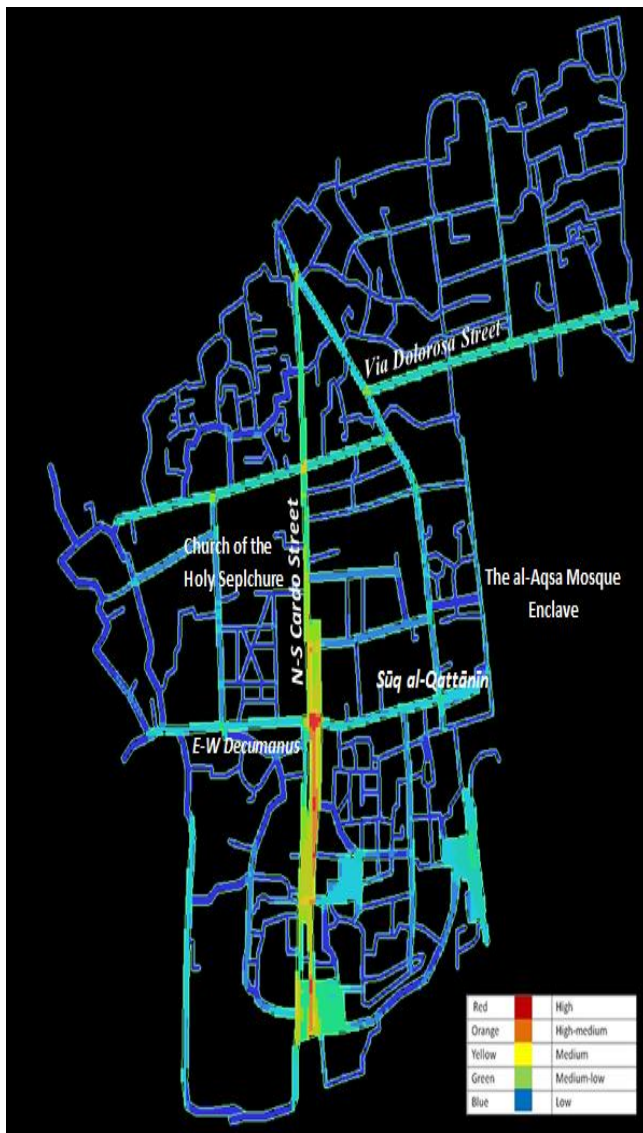 Via Dolorosa Street
N-S Cardo Street
Church of the
Holy Seplchure
The al-Aqsa Mosque
Enclave
Sūq al-Qattānīn
E-W Decumanus
Red High
Orange High-medium
Yellow Medium
Green Medium-low
Blue Low